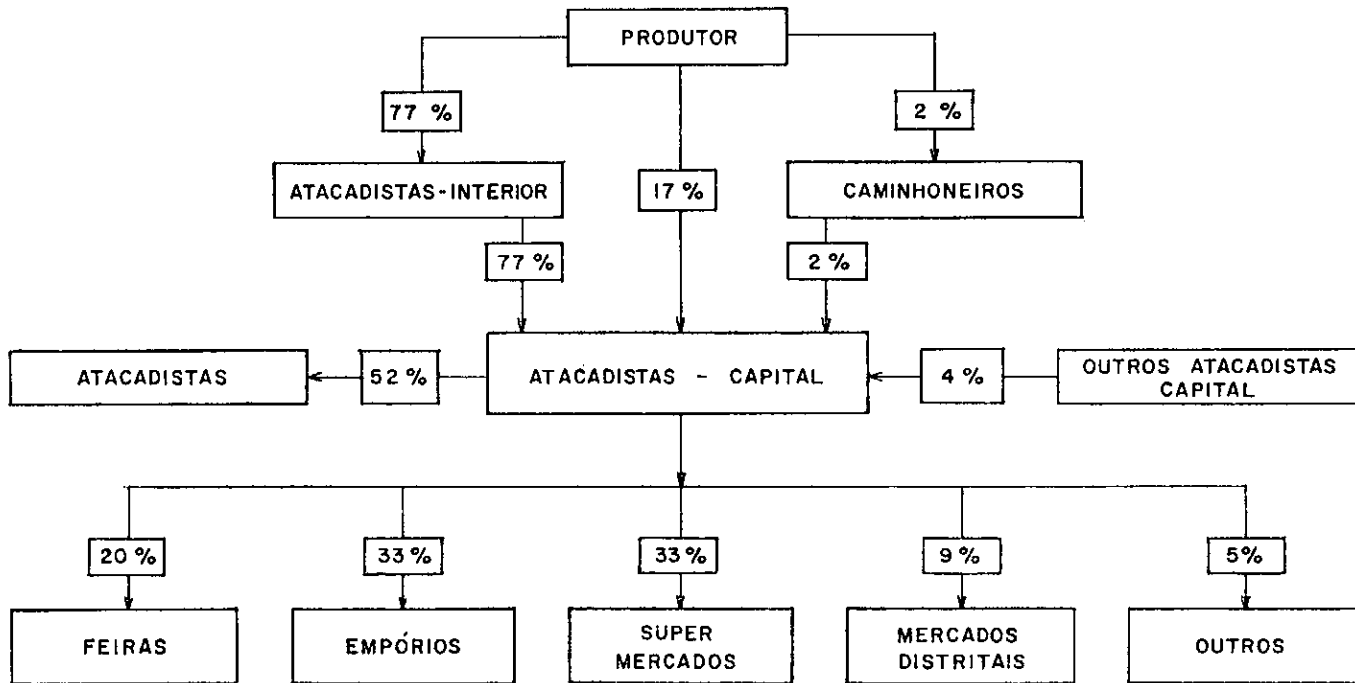 PRODUTOR
77 %
2 %
ATACADISTAS-INTERIOR
17 %
CAMINHONEIROS
77 %
2 %
ATACADISTAS
52 %
ATACADISTAS - CAPITAL
4 %
OUTROS ATACADISTAS
CAPITAL
20 %
33 %
33 %
9 %
5 %
FEIRAS
EMPÓRIOS
SUPER
MERCADOS
MERCADOS
DISTRITAIS
OUTROS